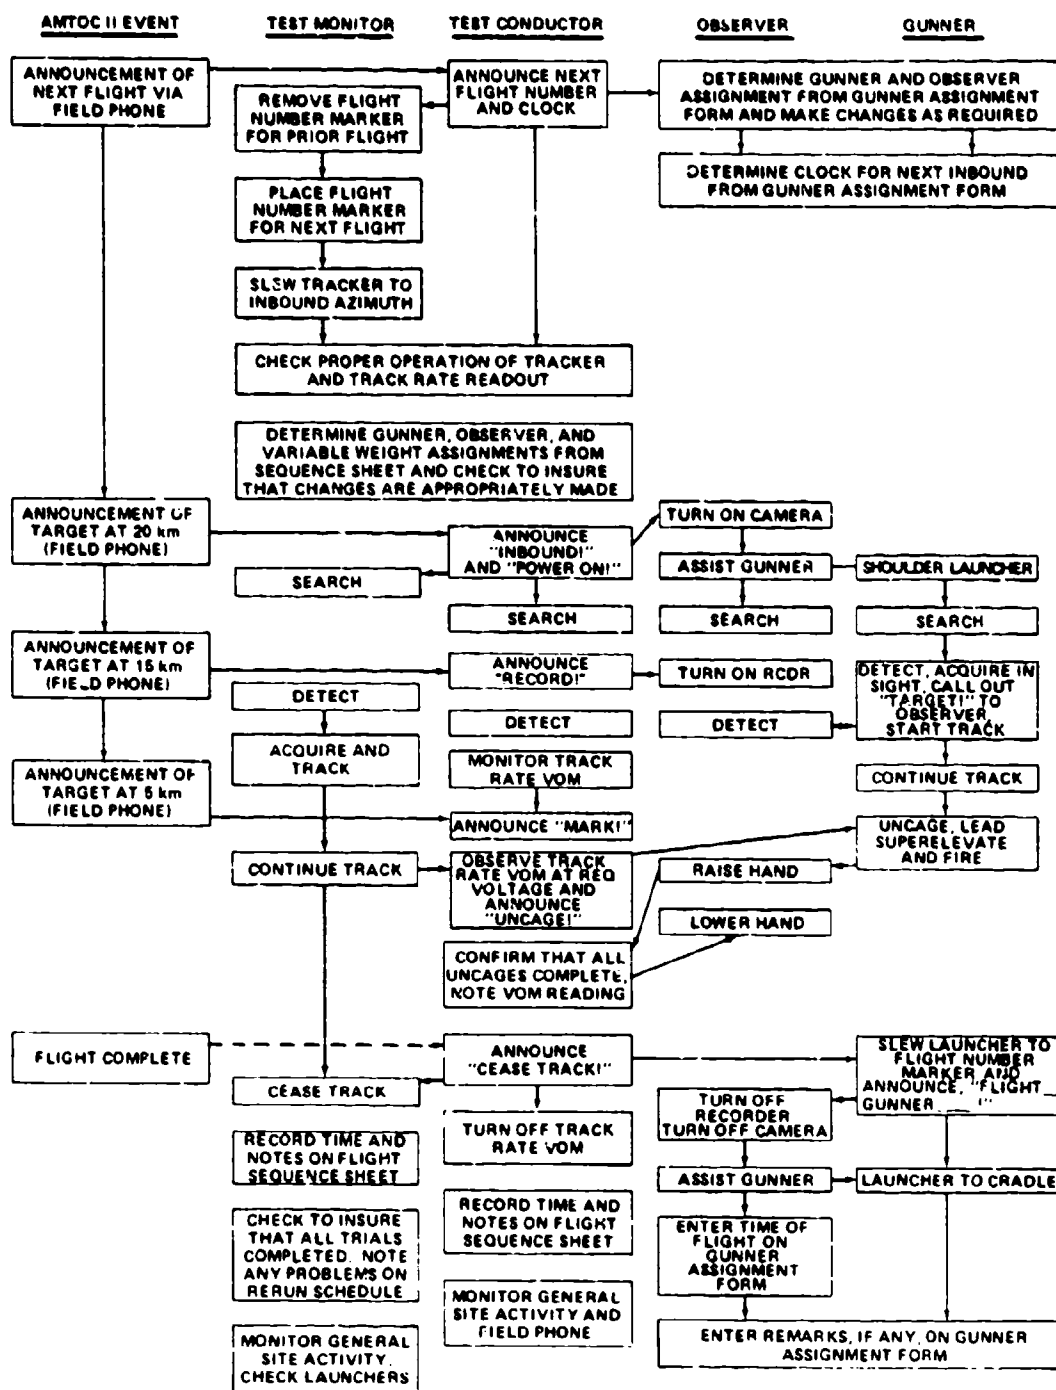 AMTOC II EVENT
TEST MONITOR
TEST CONDUCTOR
OBSERVER
GUNNER
ANNOUNCEMENT OF
NEXT FLIGHT VIA
FIELD PHONE
ANNOUNCE NEXT
FLIGHT NUMBER
AND CLOCK
DETERMINE GUNNER AND OBSERVER
ASSIGNMENT FROM GUNNER ASSIGNMENT
FORM AND MAKE CHANGES AS REQUIRED
REMOVE FLIGHT
NUMBER MARKER
FOR PRIOR FLIGHT
DETERMINE CLOCK FOR NEXT INBOUND
FROM GUNNER ASSIGNMENT FORM
PLACE FLIGHT
NUMBER MARKER
FOR NEXT FLIGHT
SLEW TRACKER TO
INBOUND AZIMUTH
CHECK PROPER OPERATION OF TRACKER
AND TRACK RATE READOUT
DETERMINE GUNNER, OBSERVER, AND
VARIABLE WEIGHT ASSIGNMENTS FROM
SEQUENCE SHEET AND CHECK TO INSURE
THAT CHANGES ARE APPROPRIATELY MADE
ANNOUNCEMENT OF
TARGET AT 20 km
(FIELD PHONE)
ANNOUNCE
"INBOUND!"
AND "POWER ON!"
TURN ON CAMERA
SEARCH
ASSIST GUNNER
SHOULDER LAUNCHER
SEARCH
SEARCH
SEARCH
ANNOUNCEMENT OF
TARGET AT 15 km
(FIELD PHONE)
ANNOUNCE
"RECORD!"
TURN ON RCDR
DETECT, ACQUIRE IN
SIGHT, CALL OUT
"TARGET!" TO
OBSERVER,
START TRACK
DETECT
DETECT
DETECT
ACQUIRE AND
TRACK
MONITOR TRACK
RATE VOM
CONTINUE TRACK
ANNOUNCEMENT OF
TARGET AT 5 km
(FIELD PHONE)
ANNOUNCE "MARK!"
UNCAGE, LEAD
SUPERELEVATE
AND FIRE
CONTINUE TRACK
OBSERVE TRACK
RATE VOM AT REQ
VOLTAGE AND
ANNOUNCE
"UNCAGE!"
RAISE HAND
LOWER HAND
CONFIRM THAT ALL
UNCAGES COMPLETE,
NOTE VOM READING
FLIGHT COMPLETE
ANNOUNCE
"CEASE TRACK!"
SLEW LAUNCHER TO
FLIGHT NUMBER
MARKER AND
ANNOUNCE, "FLIGHT
GUNNER ___!"
CEASE TRACK
TURN OFF
RECORDER
TURN OFF CAMERA
TURN OFF TRACK
RATE VOM
RECORD TIME AND
NOTES ON FLIGHT
SEQUENCE SHEET
ASSIST GUNNER
LAUNCHER TO CRADLE
RECORD TIME AND
NOTES ON FLIGHT
SEQUENCE SHEET
CHECK TO INSURE
THAT ALL TRIALS
COMPLETED. NOTE
ANY PROBLEMS ON
RERUN SCHEDULE
ENTER TIME OF
FLIGHT ON
GUNNER
ASSIGNMENT
FORM
MONITOR GENERAL
SITE ACTIVITY AND
FIELD PHONE
MONITOR GENERAL
SITE ACTIVITY,
CHECK LAUNCHERS
ENTER REMARKS, IF ANY, ON GUNNER
ASSIGNMENT FORM